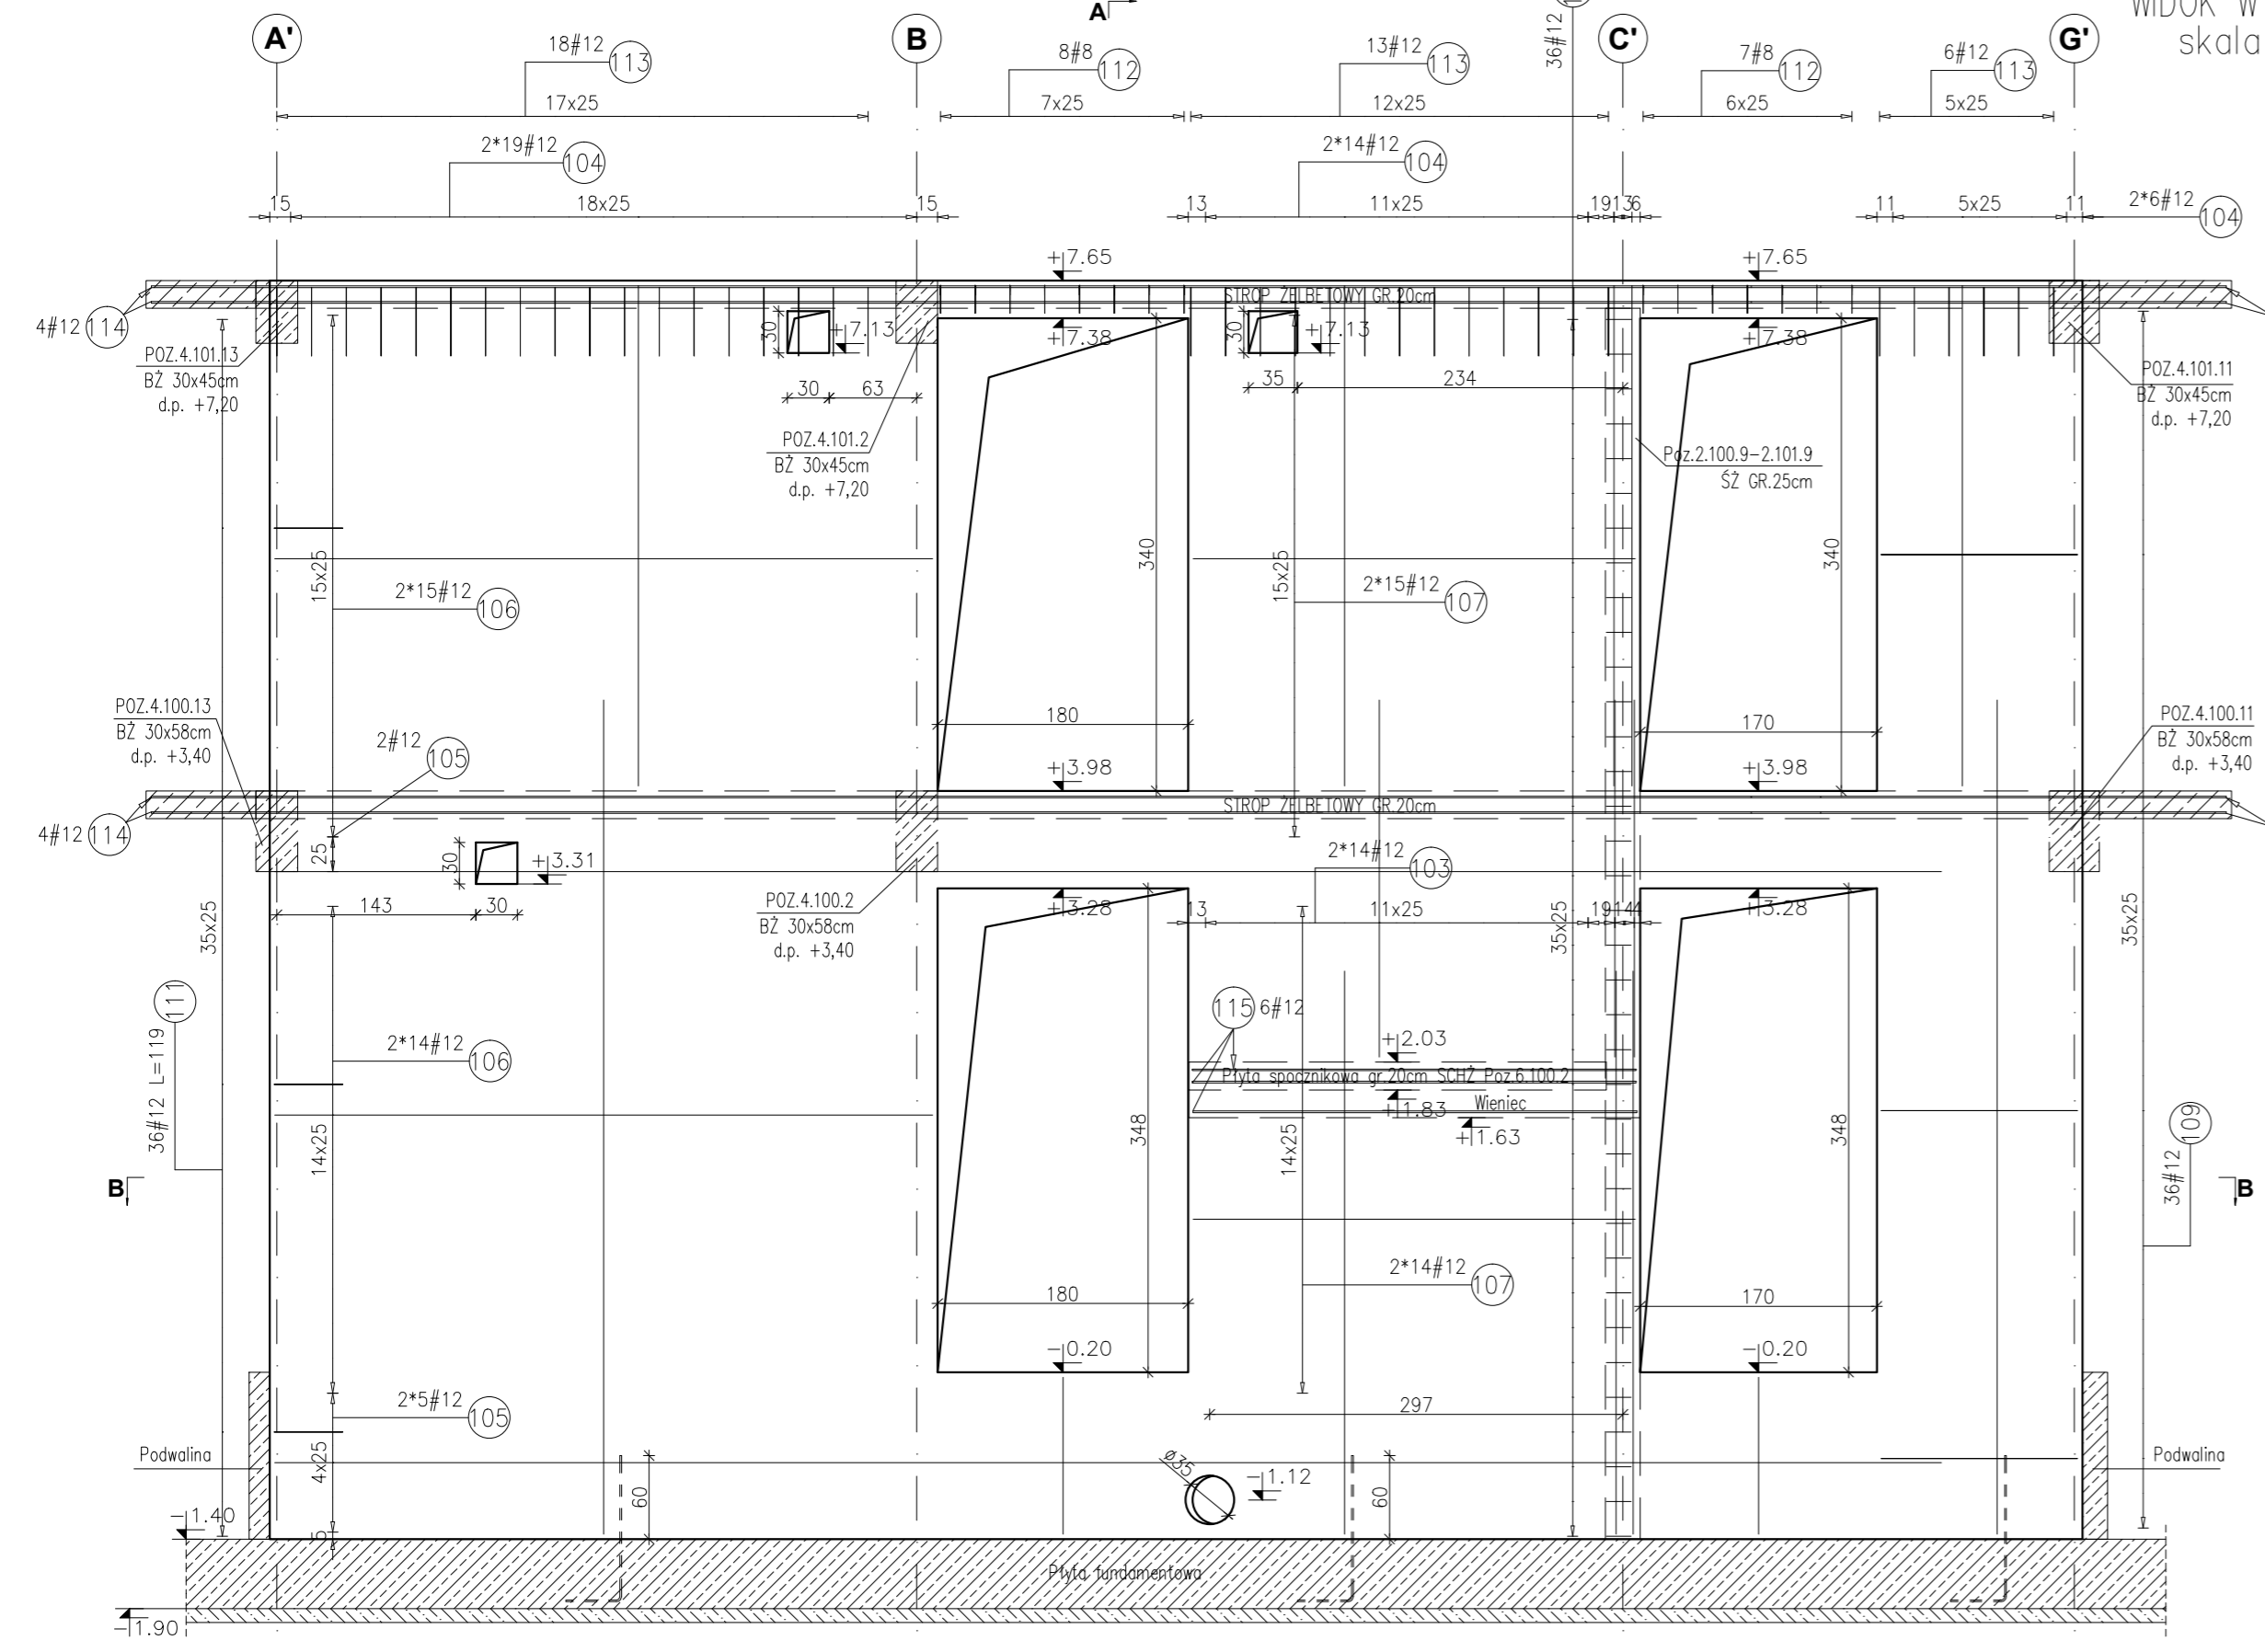 A
WIDOK W
skala
A'
B
C'
G'
18#12
113
17x25
8#8
112
7x25
13#12
113
12x25
36#12
7#8
112
6x25
6#12
113
5x25
2*19#12
104
2*14#12
104
2*6#12
104
15
18x25
15
13
11x25
19
13
6
11
5x25
11
+7.65
+7.65
STROP ŻELBETOWY GR.20cm
4#12
114
30
+7.13
+7.38
30
+7.13
+7.38
POZ.4.101.13
BŻ 30x45cm
d.p. +7,20
30
63
35
234
POZ.4.101.11
BŻ 30x45cm
d.p. +7,20
POZ.4.101.2
BŻ 30x45cm
d.p. +7,20
Poz.2.100.9-2.101.9
ŚŻ GR.25cm
15x25
340
15x25
340
2*15#12
106
2*15#12
107
POZ.4.100.13
BŻ 30x58cm
d.p. +3,40
2#12
105
180
170
POZ.4.100.11
BŻ 30x58cm
d.p. +3,40
+3.98
+3.98
STROP ŻELBETOWY GR.20cm
4#12
114
25
30
+3.31
2*14#12
103
143
30
POZ.4.100.2
BŻ 30x58cm
d.p. +3,40
+3.28
13
11x25
19
14
4
+3.28
35x25
35x25
35x25
111
36#12 L=119
115
6#12
2*14#12
106
+2.03
Płyta spocznikowa gr.20cm SCHŻ Poz.6.100.2
+1.83
Wieniec
+1.63
14x25
348
14x25
348
109
36#12
B
B
2*14#12
107
180
170
-0.20
-0.20
2*5#12
105
297
Podwalina
4x25
60
ø35
-1.12
60
Podwalina
-1.40
5
Płyta fundamentowa
-1.90